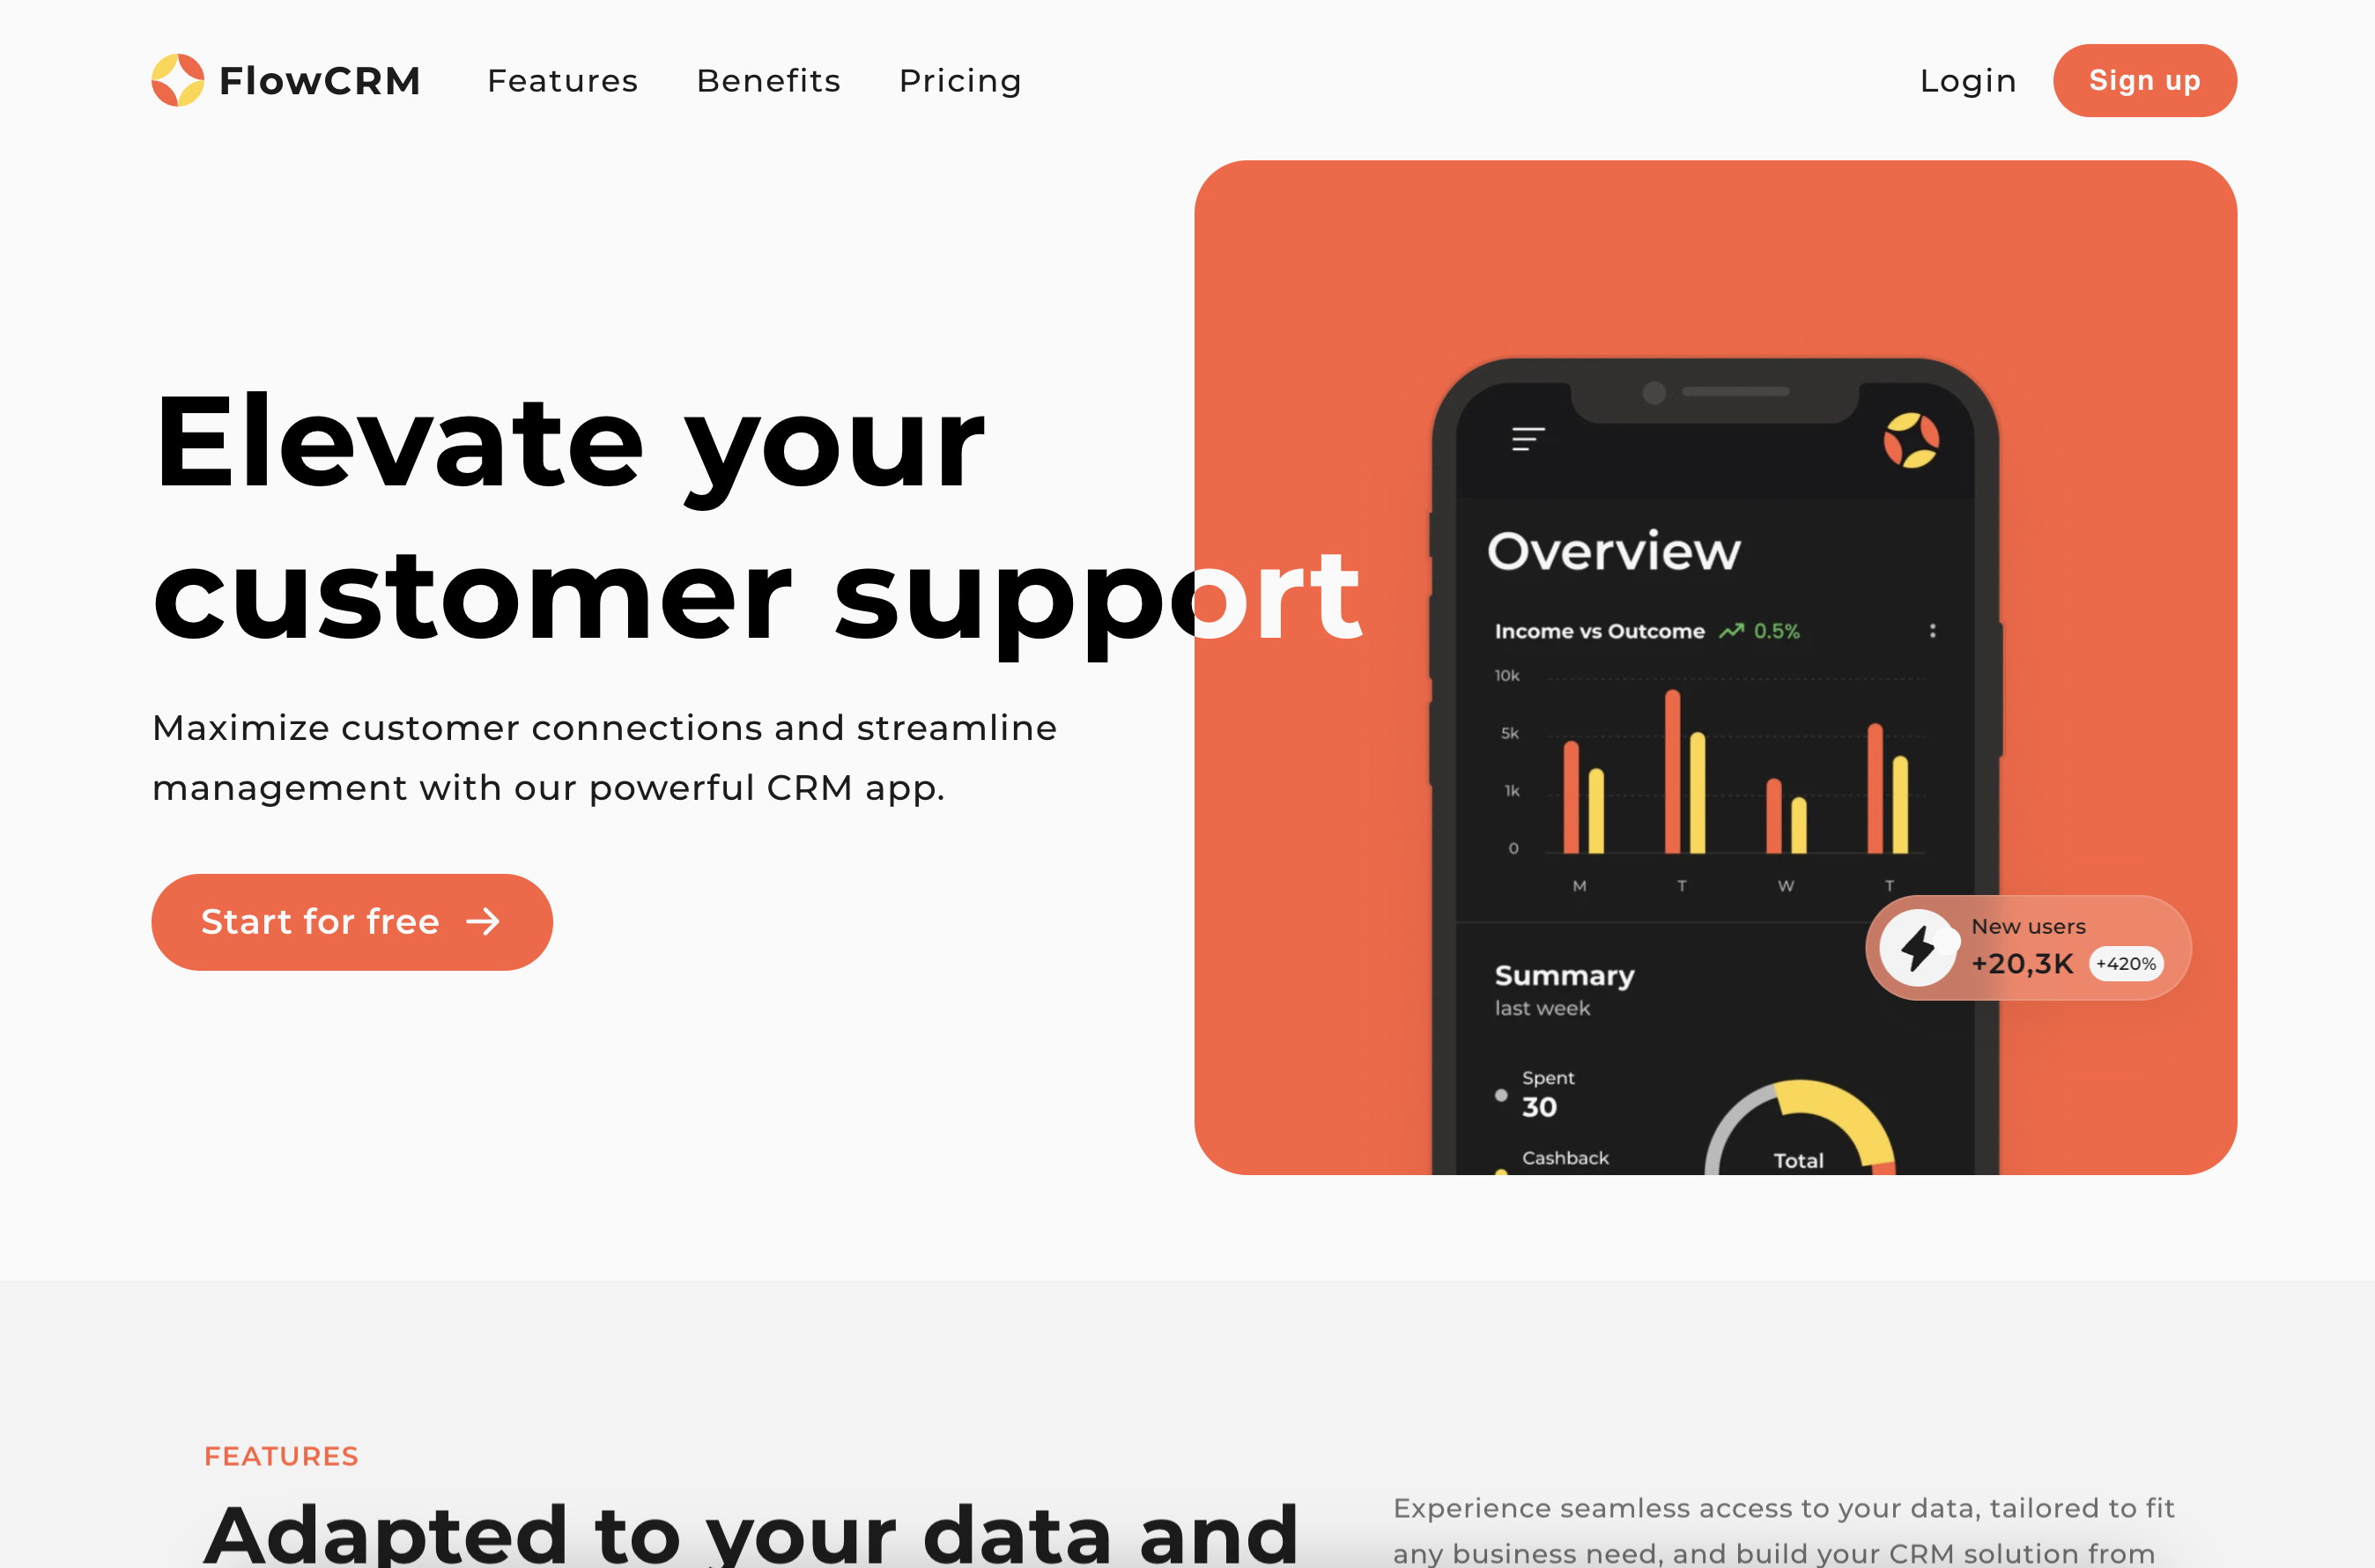 FlowCRM
Features
Benefits
Pricing
Login
Sign up
Elevate your
customer support
Maximize customer connections and streamline
management with our powerful CRM app.
Start for free
Overview
Income vs Outcome 0.5%
10k
5k
1k
0
M T W T
New users
+20,3K +420%
Summary
last week
Spent
30
Cashback
Total
FEATURES
Adapted to your data and
Experience seamless access to your data, tailored to fit
any business need, and build your CRM solution from